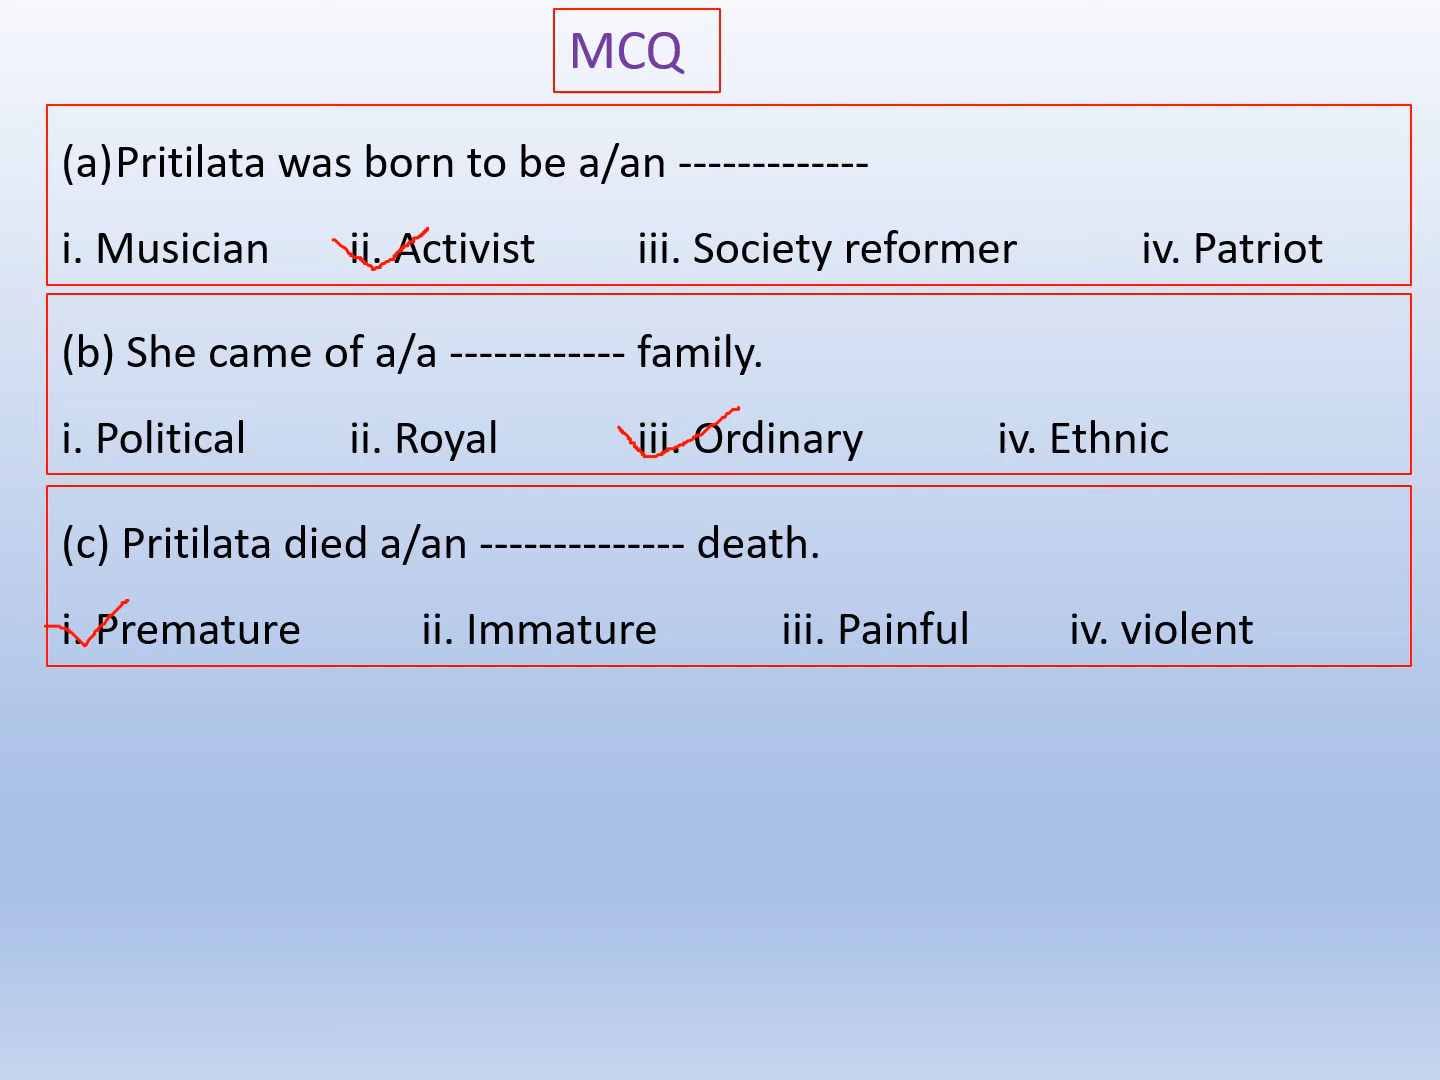 MCQ
(a)Pritilata was born to be a/an -------------
i. Musician ii. Activist iii. Society reformer iv. Patriot
(b) She came of a/a ------------ family.
i. Political ii. Royal iii. Ordinary iv. Ethnic
(c) Pritilata died a/an -------------- death.
i. Premature ii. Immature iii. Painful iv. violent